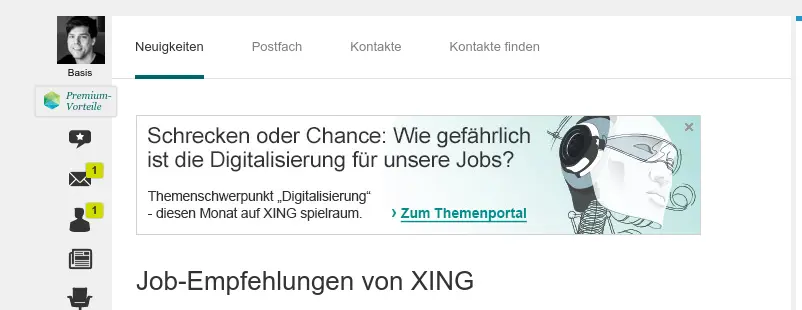 Neuigkeiten
Postfach
Kontakte
Kontakte finden
Basis
Premium-
Vorteile
1
1
Schrecken oder Chance: Wie gefährlich
ist die Digitalisierung für unsere Jobs?
Themenschwerpunkt „Digitalisierung“
- diesen Monat auf XING spielraum.
› Zum Themenportal
Job-Empfehlungen von XING